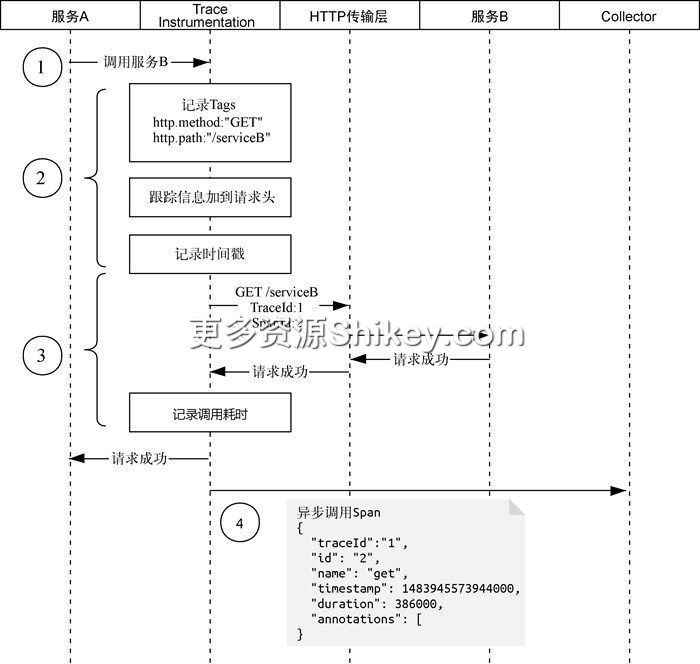 服务A
Trace
Instrumentation
HTTP传输层
服务B
Collector
1
调用服务B
记录Tags
http.method:"GET"
http.path:"/serviceB"
2
跟踪信息加到请求头
记录时间戳
GET /serviceB
TraceId:1
SpanId:2
更多资源Shikey.com
3
请求成功
请求成功
记录调用耗时
请求成功
4
异步调用Span
{
"traceId":"1",
"id": "2",
"name": "get",
"timestamp": 1483945573944000,
"duration": 386000,
"annotations": [
}